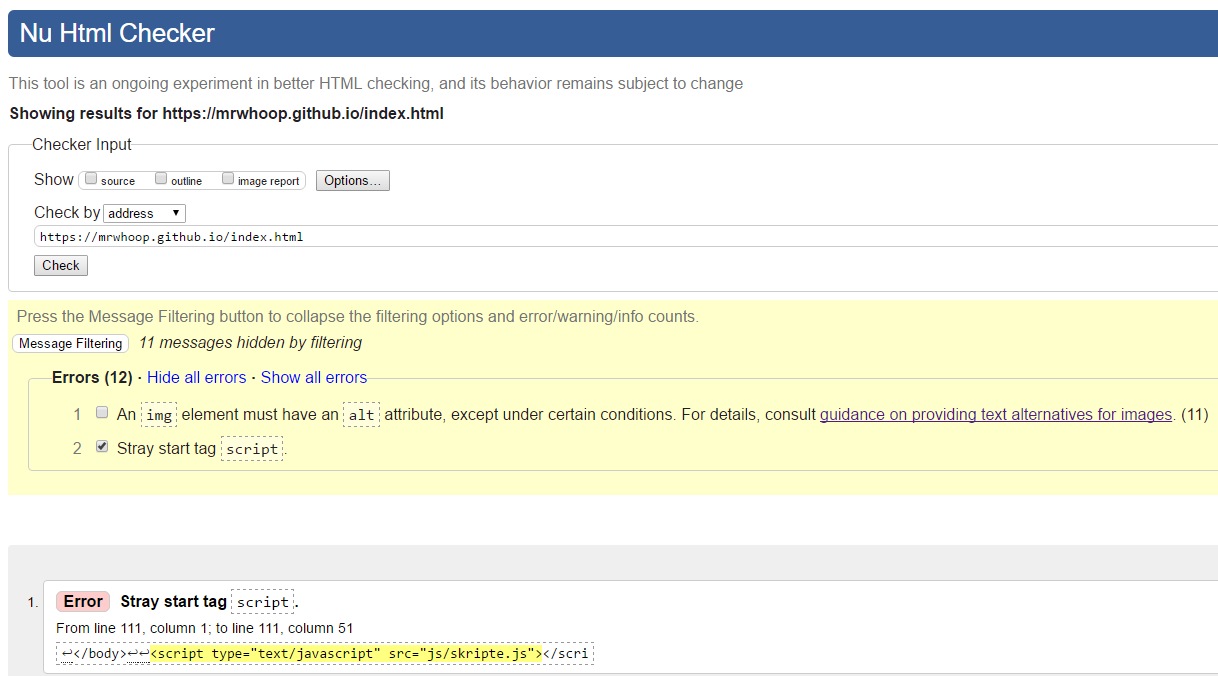 Nu Html Checker
This tool is an ongoing experiment in better HTML checking, and its behavior remains subject to change
Showing results for https://mrwhoop.github.io/index.html
Checker Input
Show source outline image report Options...
Check by address
https://mrwhoop.github.io/index.html
Check
Press the Message Filtering button to collapse the filtering options and error/warning/info counts.
Message Filtering 11 messages hidden by filtering
Errors (12) · Hide all errors · Show all errors
1 An img element must have an alt attribute, except under certain conditions. For details, consult guidance on providing text alternatives for images. (11)
2 Stray start tag script.
1. Error Stray start tag script.
From line 111, column 1; to line 111, column 51
↩</body>↩↩<script type="text/javascript" src="js/skripte.js"></scri